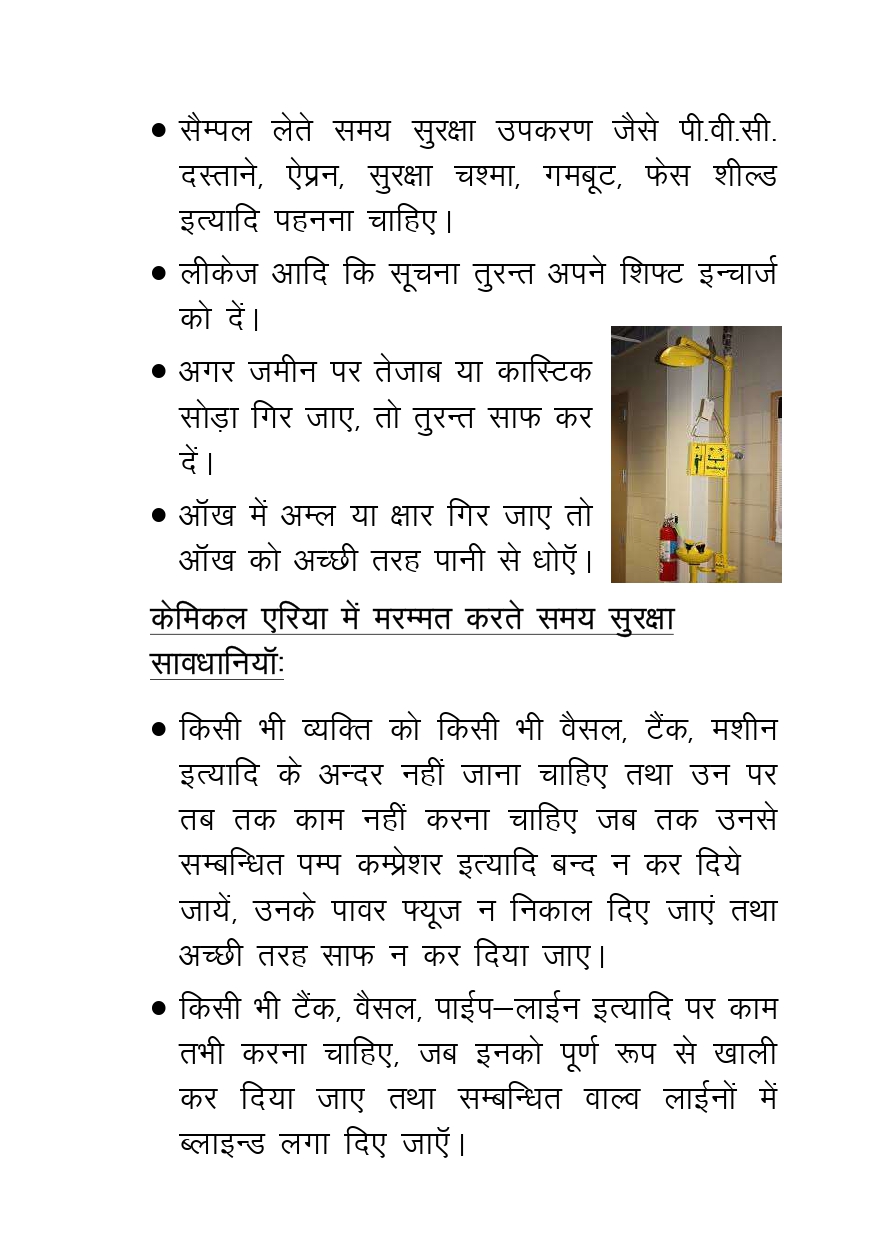 • सैम्पल लेते समय सुरक्षा उपकरण जैसे पी.वी.सी.
दस्ताने, ऐप्रन, सुरक्षा चश्मा, गमबूट, फेस शील्ड
इत्यादि पहनना चाहिए।
• लीकेज आदि कि सूचना तुरन्त अपने शिफ्ट इन्चार्ज
को दें।
• अगर जमीन पर तेजाब या कास्टिक
सोड़ा गिर जाए, तो तुरन्त साफ कर
दें।
• ऑख में अम्ल या क्षार गिर जाए तो
ऑख को अच्छी तरह पानी से धोऍ।
केमिकल एरिया में मरम्मत करते समय सुरक्षा
सावधानियॉः
• किसी भी व्यक्ति को किसी भी वैसल, टैंक, मशीन
इत्यादि के अन्दर नहीं जाना चाहिए तथा उन पर
तब तक काम नहीं करना चाहिए जब तक उनसे
सम्बन्धित पम्प कम्प्रेशर इत्यादि बन्द न कर दिये
जायें, उनके पावर फ्यूज न निकाल दिए जाएं तथा
अच्छी तरह साफ न कर दिया जाए।
• किसी भी टैंक, वैसल, पाईप–लाईन इत्यादि पर काम
तभी करना चाहिए, जब इनको पूर्ण रूप से खाली
कर दिया जाए तथा सम्बन्धित वाल्व लाईनों में
ब्लाइन्ड लगा दिए जाऍ।